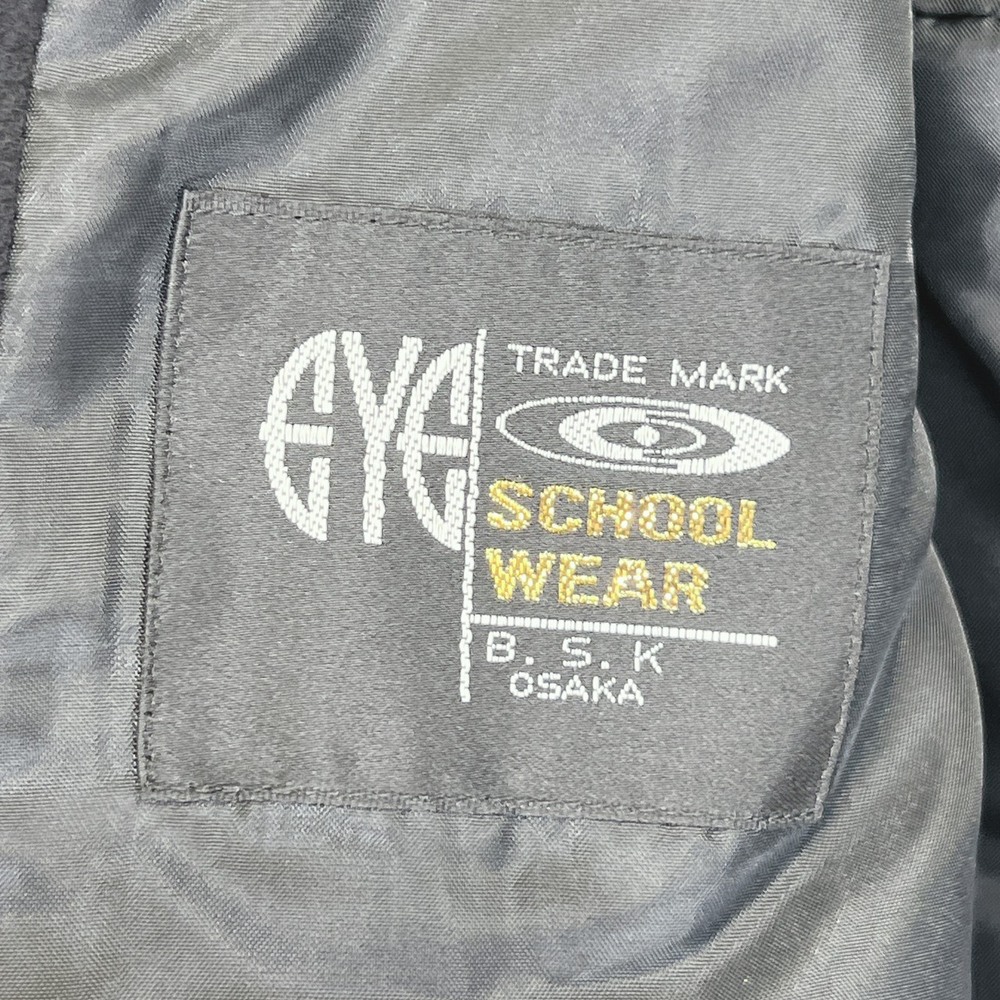 EYE
TRADE MARK
SCHOOL
WEAR
B. S. K
OSAKA